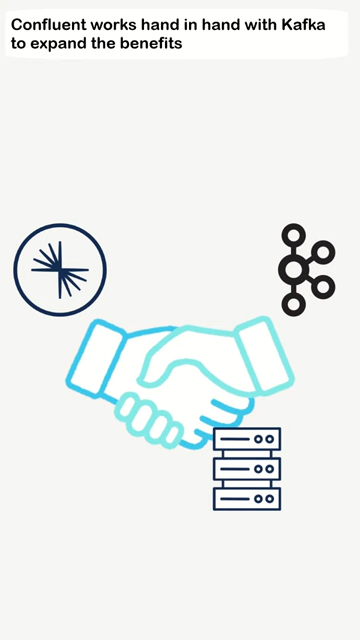 Confluent works hand in hand with Kafka
to expand the benefits